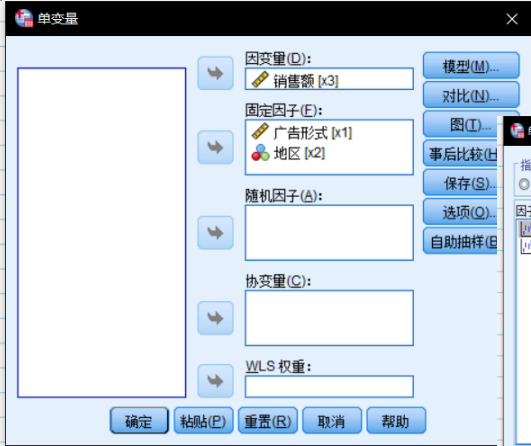 单变量
因变量(D):
销售额 [x3]
固定因子(F):
广告形式 [x1]
地区 [x2]
随机因子(A):
协变量(C):
WLS 权重:
模型(M)...
对比(N)...
图(T)...
事后比较(H
保存(S)...
选项(O)...
自助抽样(B
确定
粘贴(P)
重置(R)
取消
帮助
指
因子